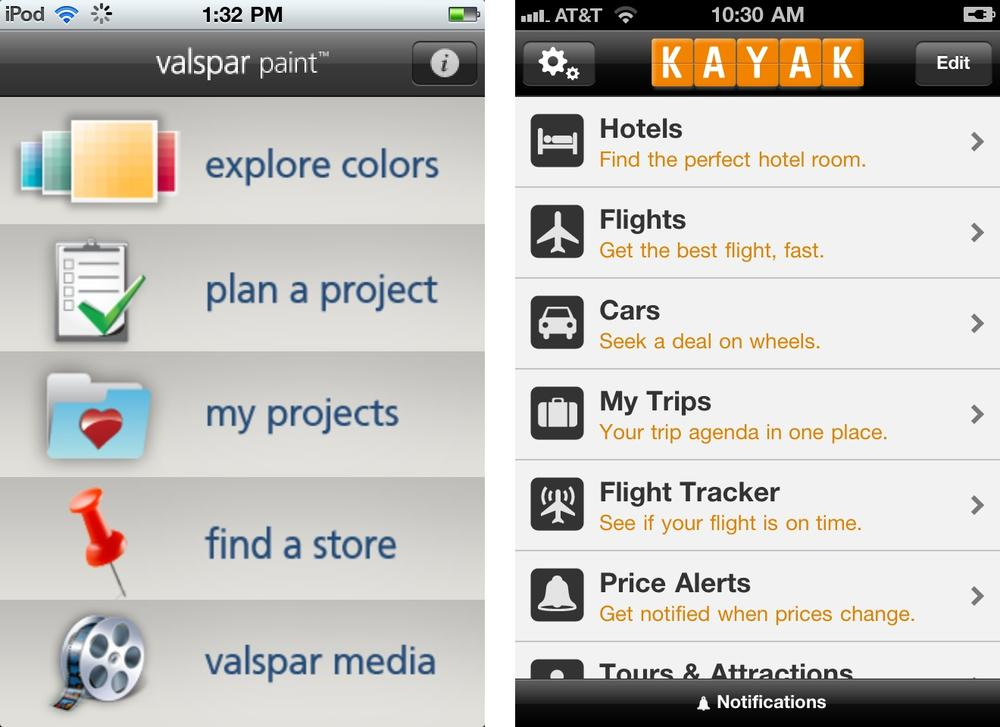 iPod 1:32 PM
valspar paint™ i
explore colors
plan a project
my projects
find a store
valspar media
AT&T 10:30 AM
KAYAK Edit
Hotels
Find the perfect hotel room.
Flights
Get the best flight, fast.
Cars
Seek a deal on wheels.
My Trips
Your trip agenda in one place.
Flight Tracker
See if your flight is on time.
Price Alerts
Get notified when prices change.
Tours & Attractions
Notifications